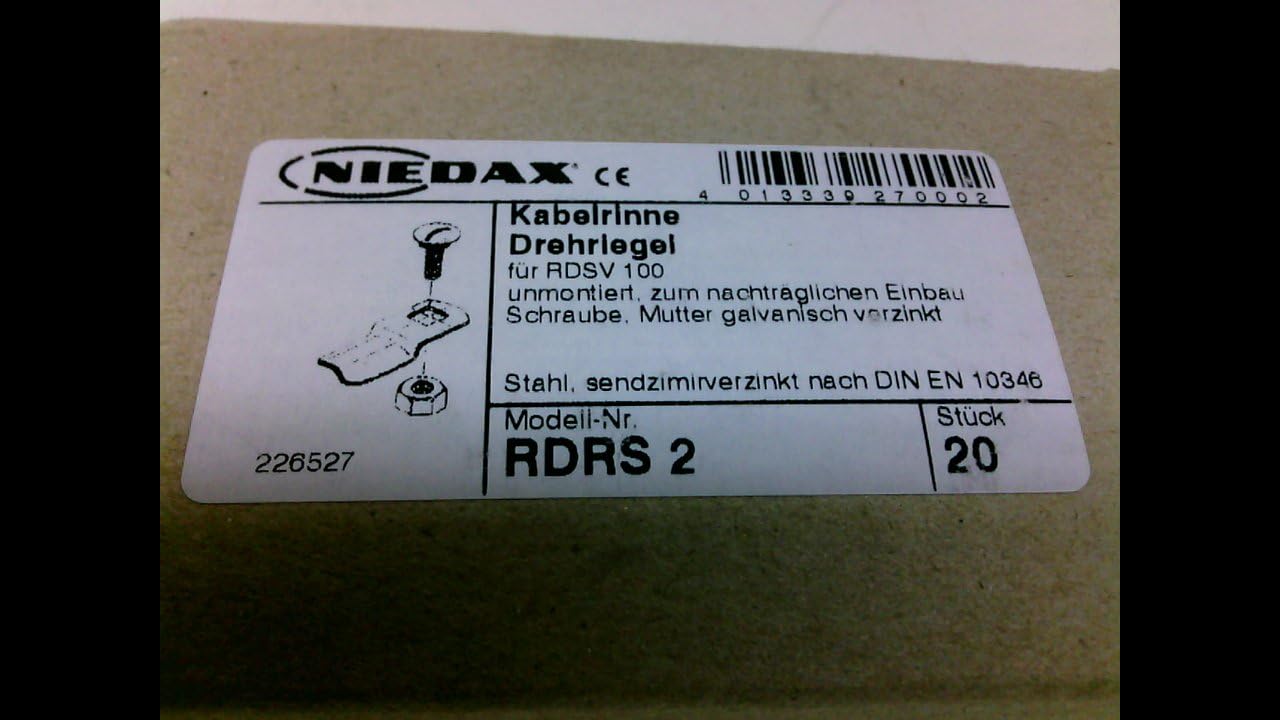 NIEDAX CE
4 013339 270002
Kabelrinne
Drehriegel
für RDSV 100
unmontiert, zum nachträglichen Einbau
Schraube, Mutter galvanisch verzinkt
Stahl, sendzimirverzinkt nach DIN EN 10346
Modell-Nr.
Stück
RDRS 2
20
226527